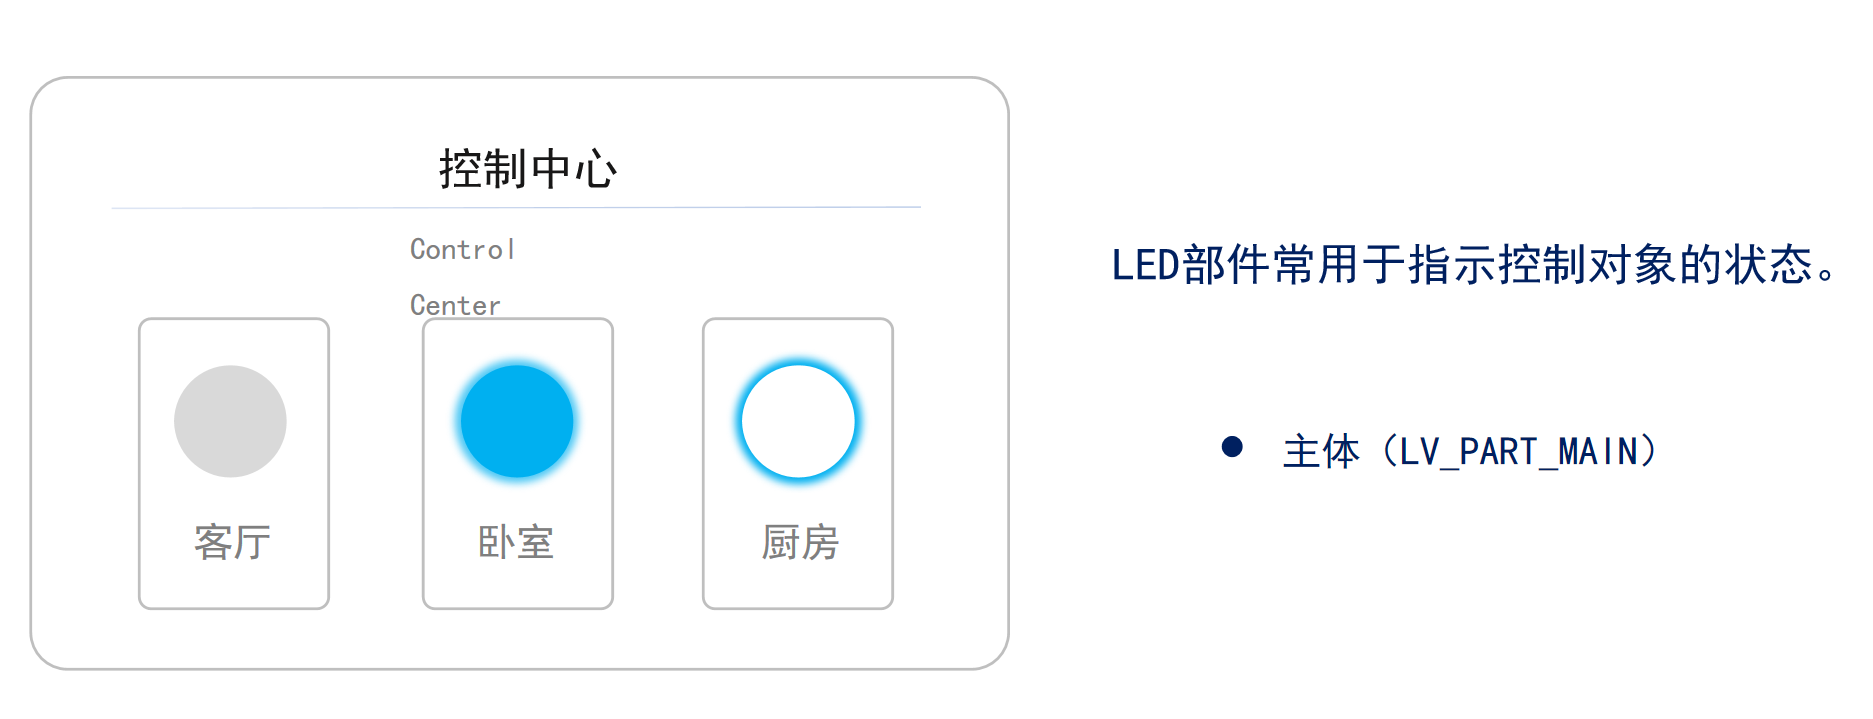 控制中心
Control
Center
客厅
卧室
厨房
LED部件常用于指示控制对象的状态。
● 主体（LV_PART_MAIN）